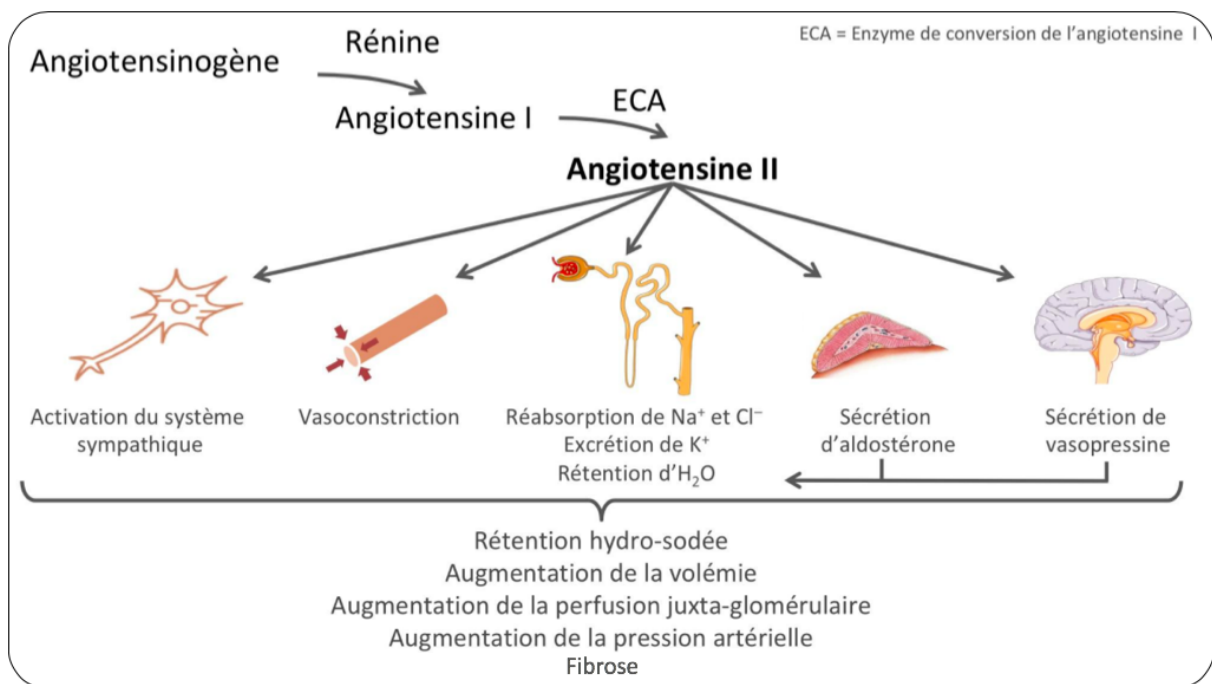 ECA = Enzyme de conversion de l'angiotensine I
Rénine
Angiotensinogène
ECA
Angiotensine I
Angiotensine II
Activation du système
sympathique
Vasoconstriction
Réabsorption de Na⁺ et Cl⁻
Excrétion de K⁺
Rétention d'H₂O
Sécrétion
d'aldostérone
Sécrétion de
vasopressine
Rétention hydro-sodée
Augmentation de la volémie
Augmentation de la perfusion juxta-glomérulaire
Augmentation de la pression artérielle
Fibrose